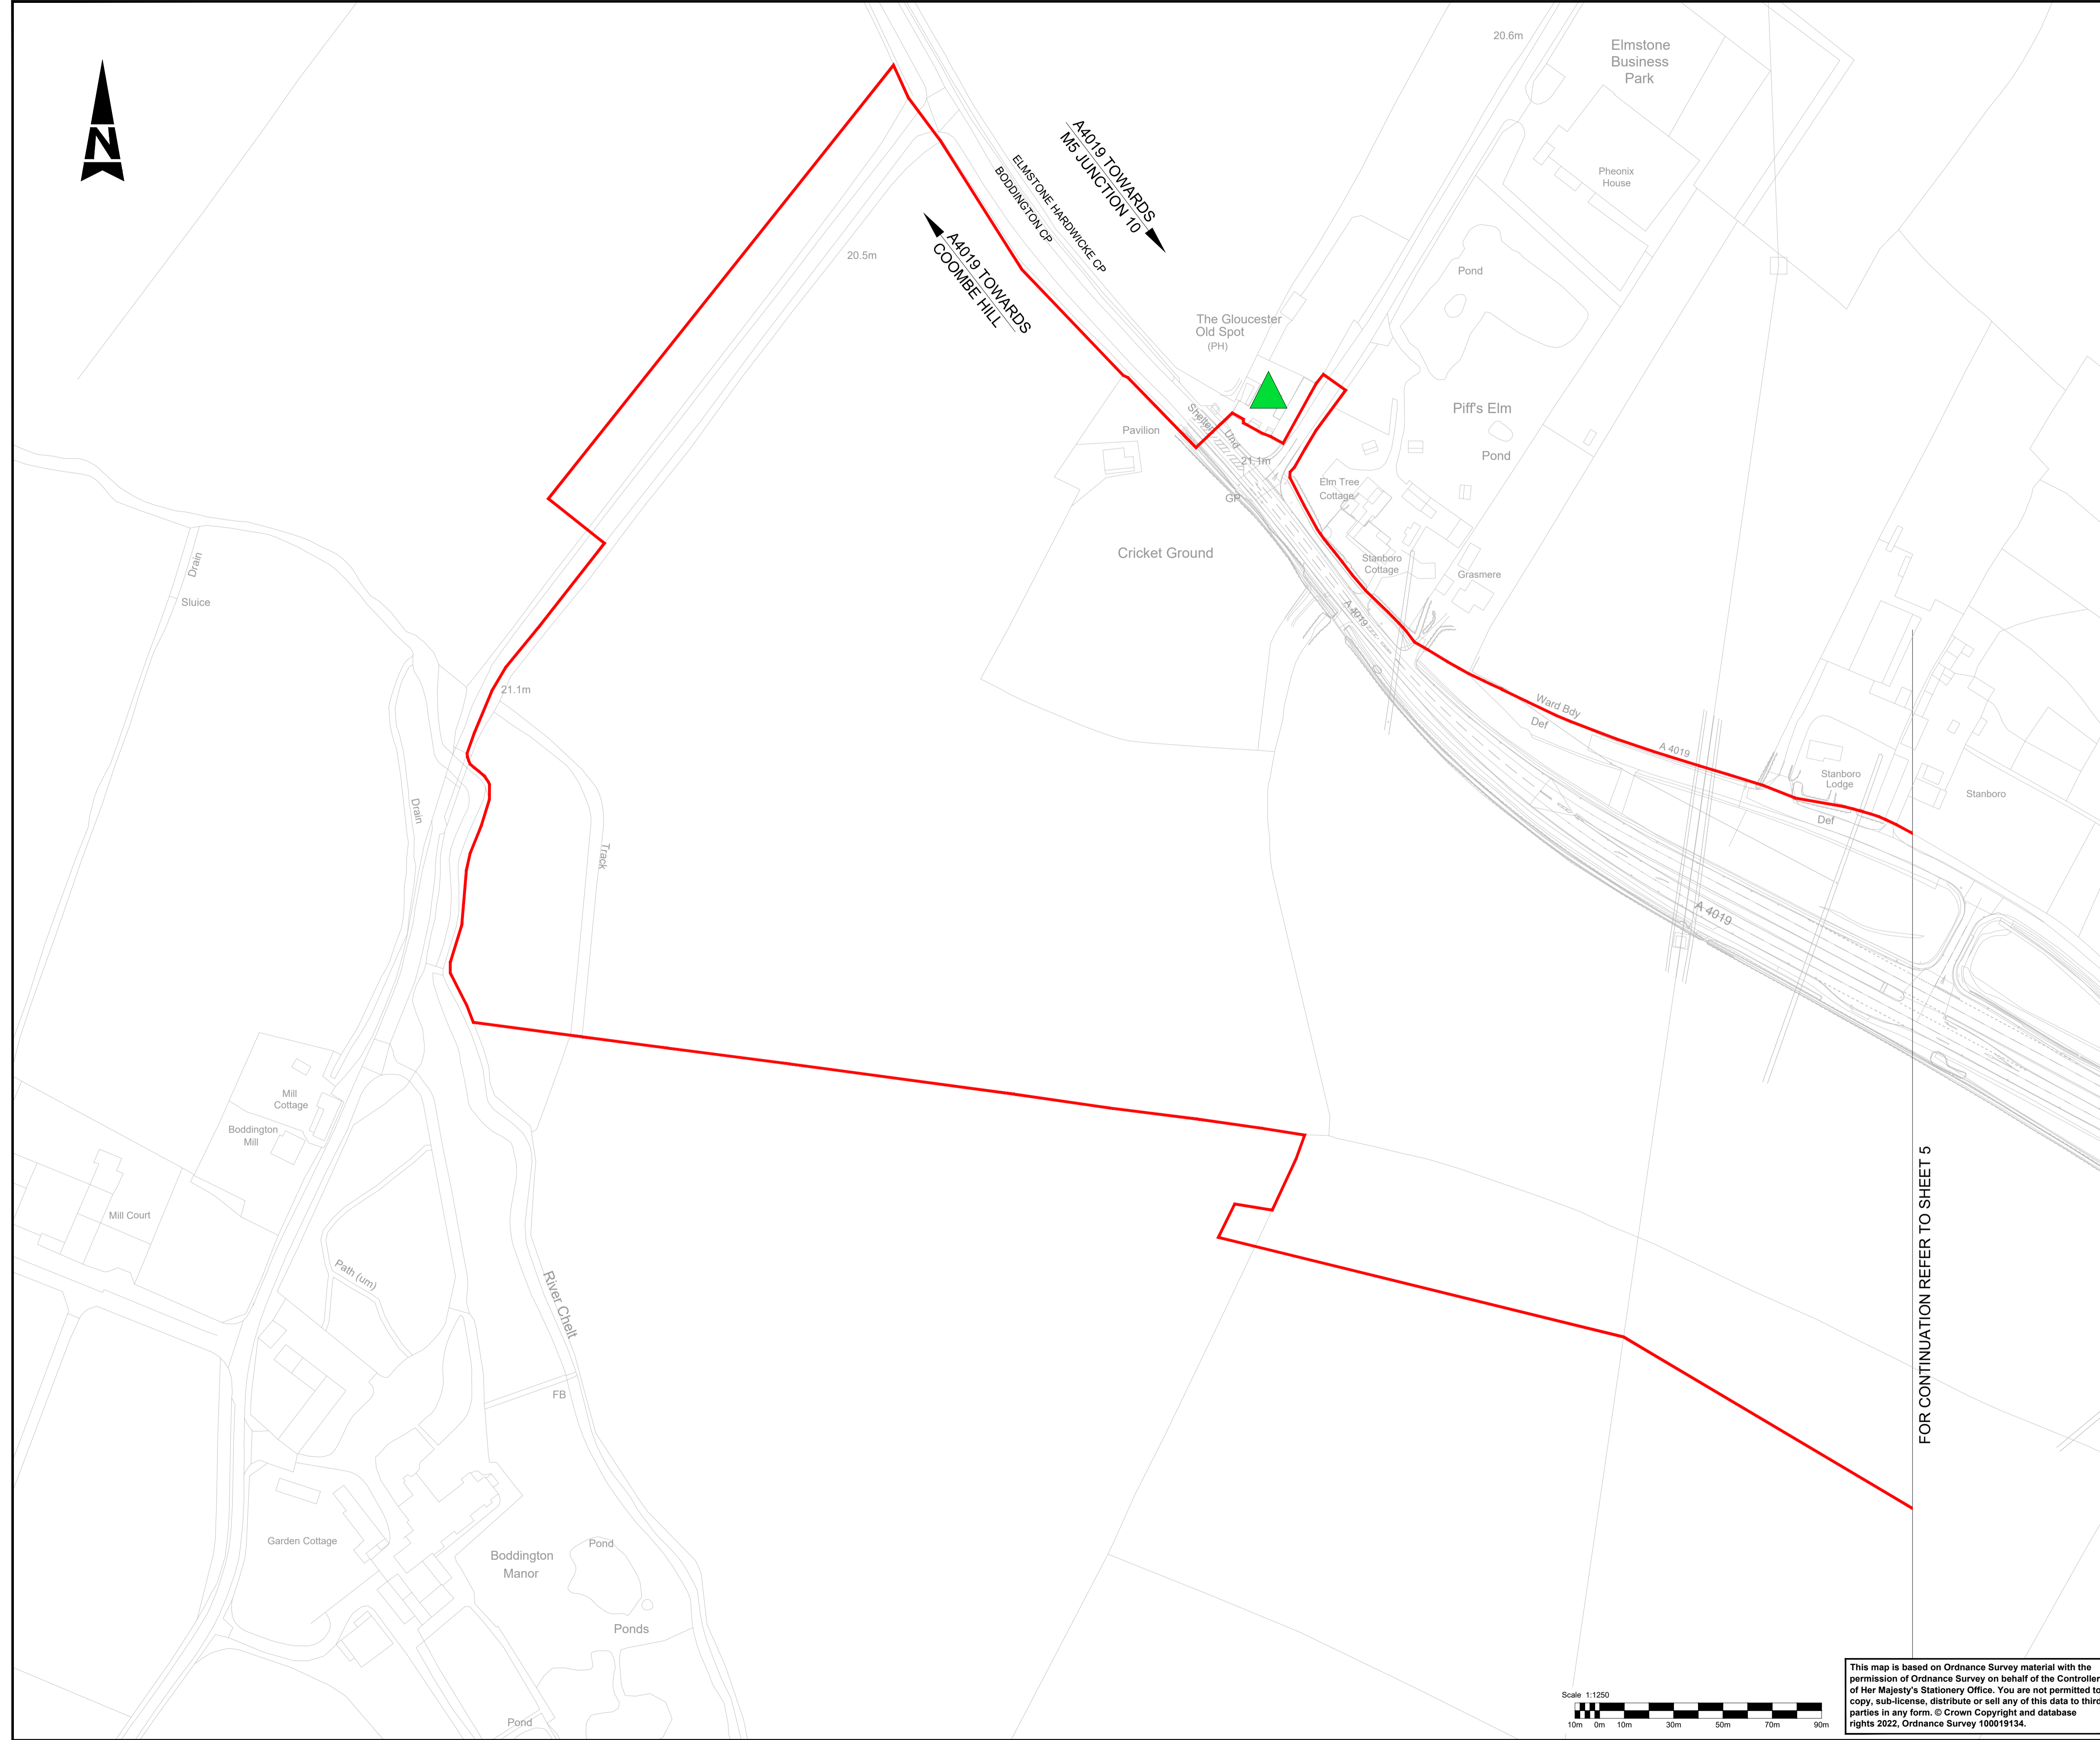 N
20.6m
Elmstone
Business
Park
A4019 TOWARDS
M5 JUNCTION 10
ELMSTONE HARDWICKE CP
BODDINGTON CP
A4019 TOWARDS
COOMBE HILL
20.5m
Pheonix
House
Pond
The Gloucester
Old Spot
(PH)
Piff's Elm
Pond
Pavilion
Shelter
Und
21.1m
GP
Elm Tree
Cottage
Cricket Ground
Stanboro
Cottage
Grasmere
A 4019
Drain
Sluice
21.1m
Ward Bdy
Def
A 4019
Stanboro
Lodge
Def
Stanboro
Drain
Track
A 4019
Mill
Cottage
Boddington
Mill
Mill Court
Path (um)
River Chelt
FB
FOR CONTINUATION REFER TO SHEET 5
Garden Cottage
Boddington
Manor
Pond
Ponds
Pond
Scale 1:1250
10m 0m 10m 30m 50m 70m 90m
This map is based on Ordnance Survey material with the
permission of Ordnance Survey on behalf of the Controller
of Her Majesty's Stationery Office. You are not permitted to
copy, sub-license, distribute or sell any of this data to third
parties in any form. © Crown Copyright and database
rights 2022, Ordnance Survey 100019134.